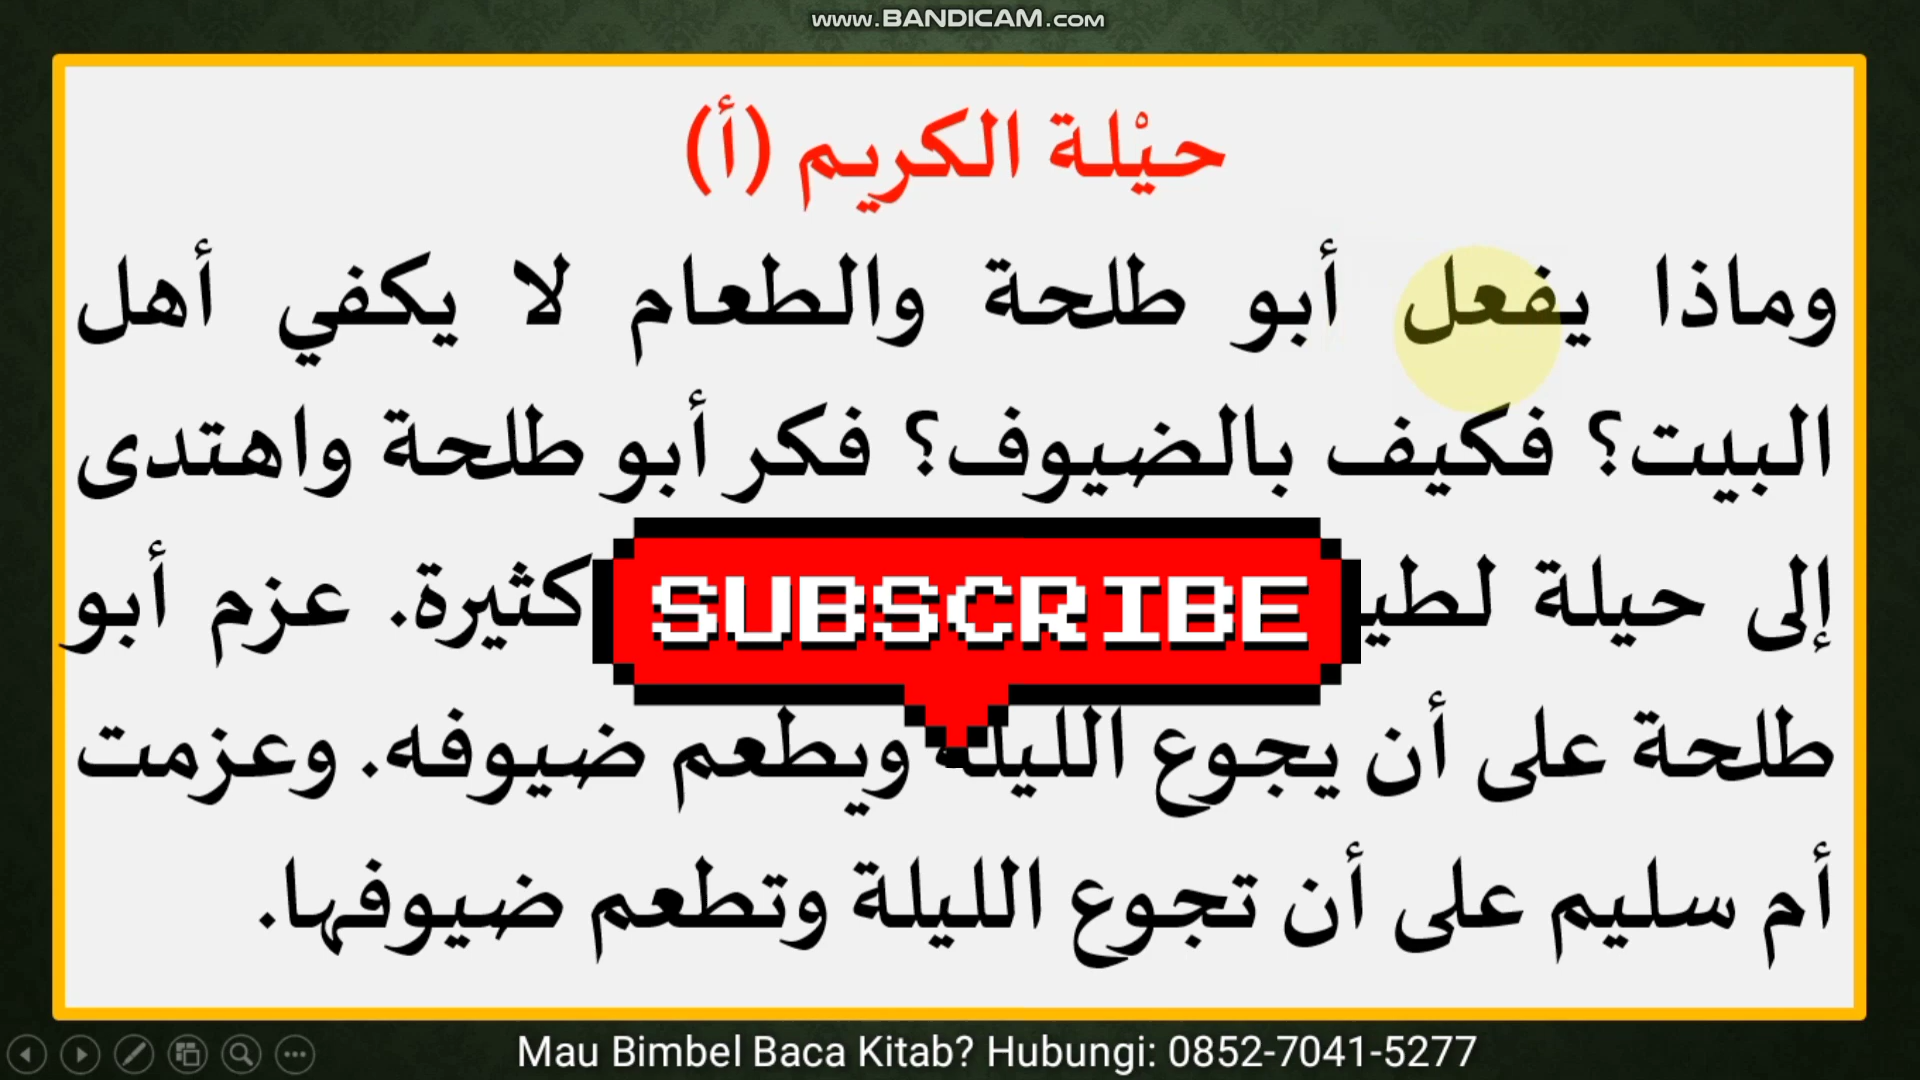 www.BANDICAM.com
حيْلة الكريم (أ)
وماذا يفعل أبو طلحة والطعام لا يكفي أهل
البيت؟ فكيف بالضيوف؟ فكر أبو طلحة واهتدى
إلى حيلة كثيرة. عزم أبو
SUBSCRIBE
طلحة على أن يجوع الليلة ويطعم ضيوفه. وعزمت
أم سليم على أن تجوع الليلة وتطعم ضيوفها.
Mau Bimbel Baca Kitab? Hubungi: 0852-7041-5277